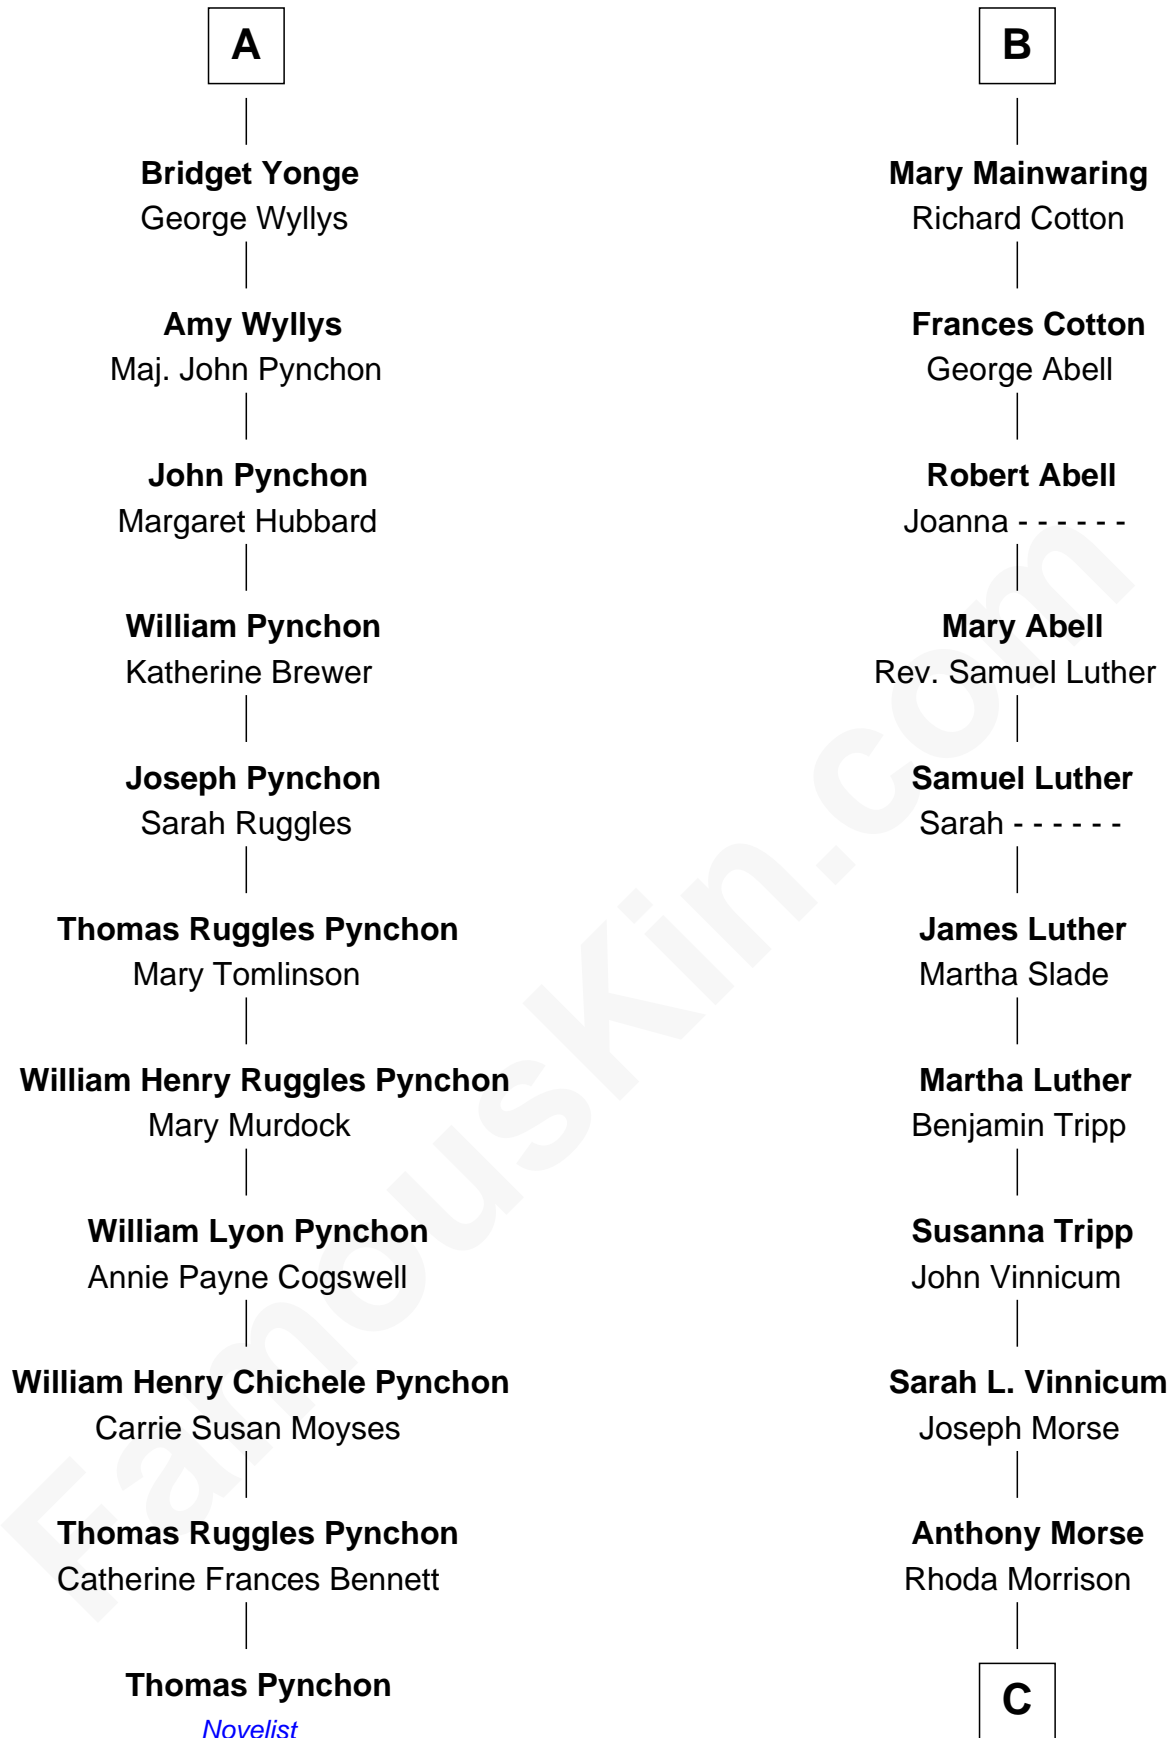 A
Bridget Yonge
George Wyllys
Amy Wyllys
Maj. John Pynchon
John Pynchon
Margaret Hubbard
William Pynchon
Katherine Brewer
Joseph Pynchon
Sarah Ruggles
Thomas Ruggles Pynchon
Mary Tomlinson
William Henry Ruggles Pynchon
Mary Murdock
William Lyon Pynchon
Annie Payne Cogswell
William Henry Chichele Pynchon
Carrie Susan Moyses
Thomas Ruggles Pynchon
Catherine Frances Bennett
Thomas Pynchon
Novelist
B
Mary Mainwaring
Richard Cotton
Frances Cotton
George Abell
Robert Abell
Joanna - - - - - -
Mary Abell
Rev. Samuel Luther
Samuel Luther
Sarah - - - - - -
James Luther
Martha Slade
Martha Luther
Benjamin Tripp
Susanna Tripp
John Vinnicum
Sarah L. Vinnicum
Joseph Morse
Anthony Morse
Rhoda Morrison
C
FamousKin.com